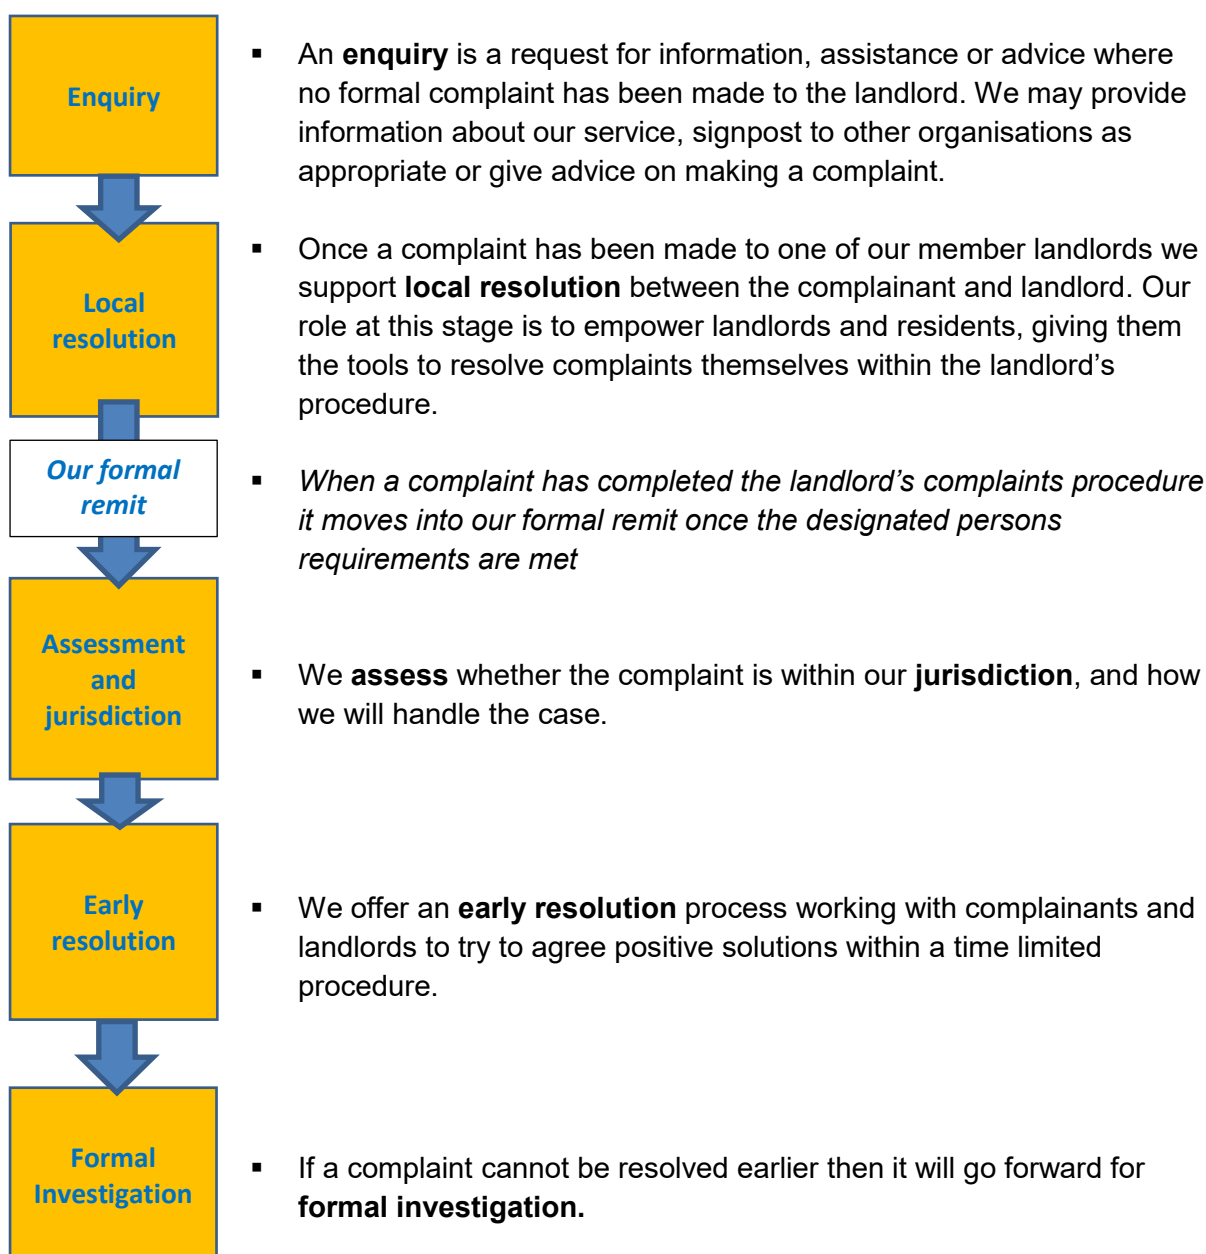 Enquiry
▪ An enquiry is a request for information, assistance or advice where
no formal complaint has been made to the landlord. We may provide
information about our service, signpost to other organisations as
appropriate or give advice on making a complaint.
Local
resolution
▪ Once a complaint has been made to one of our member landlords we
support local resolution between the complainant and landlord. Our
role at this stage is to empower landlords and residents, giving them
the tools to resolve complaints themselves within the landlord’s
procedure.
Our formal
remit
▪ When a complaint has completed the landlord’s complaints procedure
it moves into our formal remit once the designated persons
requirements are met
Assessment
and
jurisdiction
▪ We assess whether the complaint is within our jurisdiction, and how
we will handle the case.
Early
resolution
▪ We offer an early resolution process working with complainants and
landlords to try to agree positive solutions within a time limited
procedure.
Formal
Investigation
▪ If a complaint cannot be resolved earlier then it will go forward for
formal investigation.